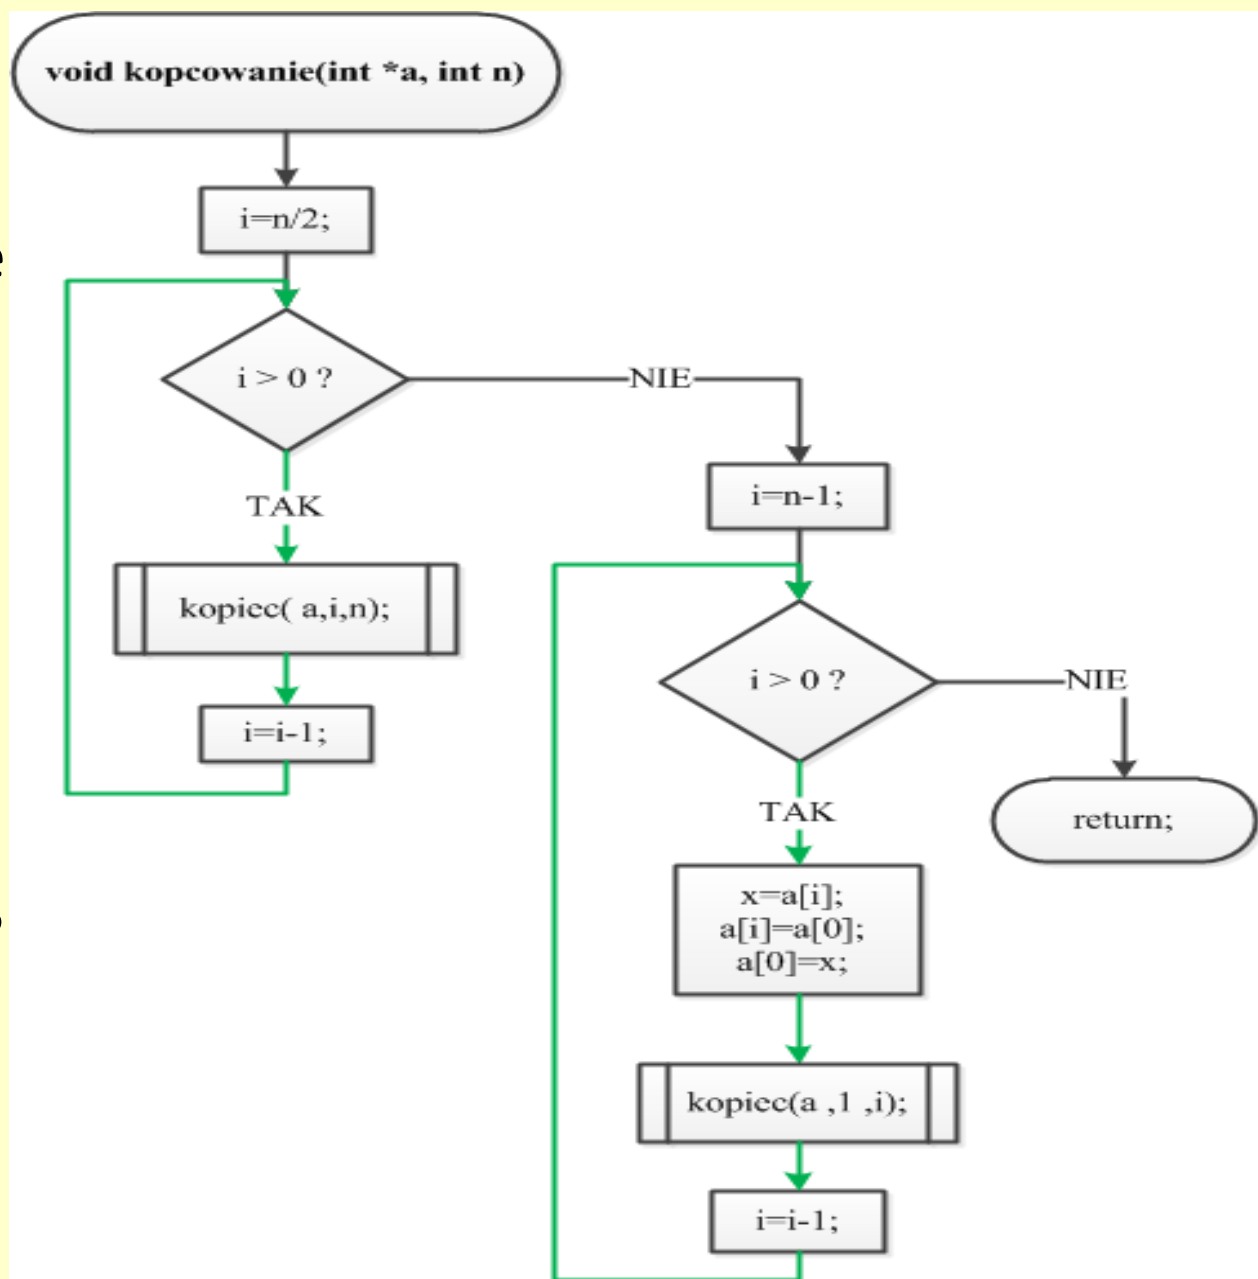 void kopcowanie(int *a, int n)
i=n/2;
i > 0 ?
NIE
TAK
kopiec( a,i,n);
i=i-1;
i=n-1;
i > 0 ?
NIE
TAK
return;
x=a[i];
a[i]=a[0];
a[0]=x;
kopiec(a ,1 ,i);
i=i-1;